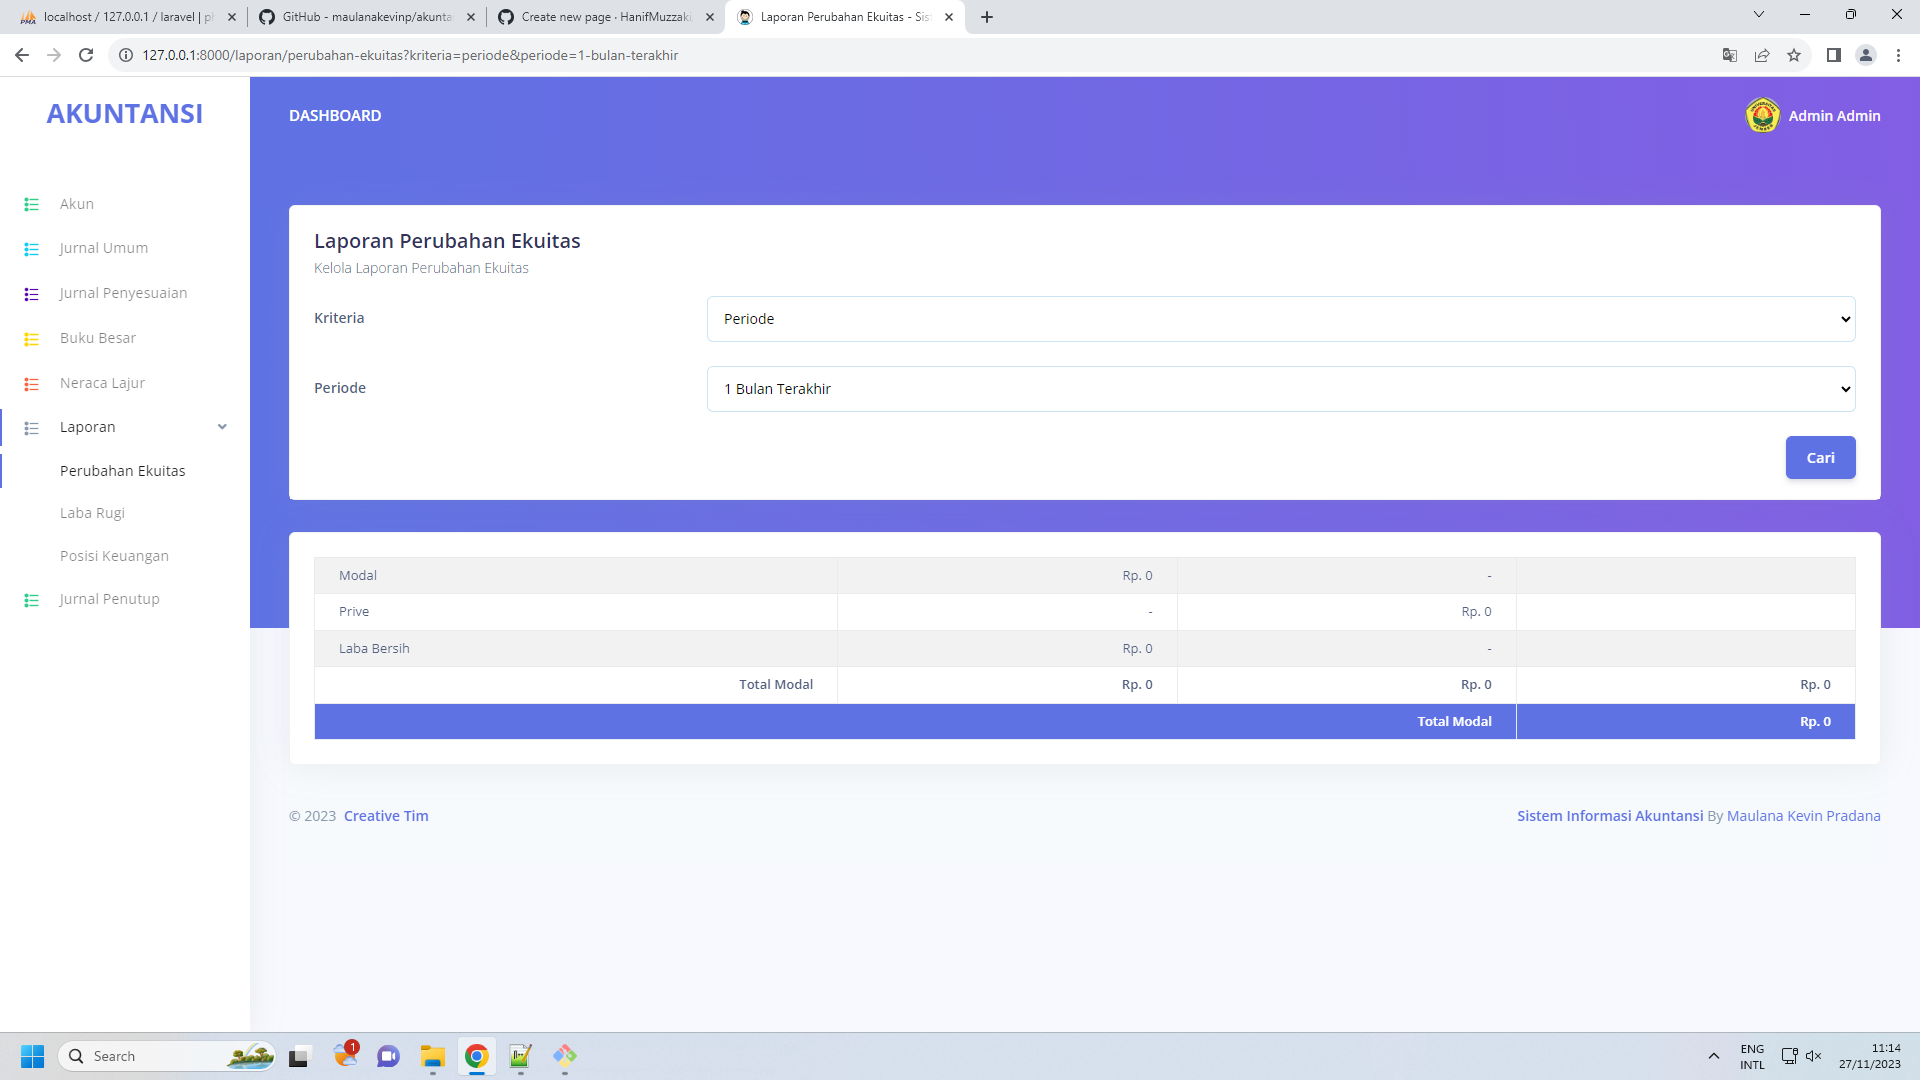 localhost / 127.0.0.1 / laravel | p
GitHub - maulanakevinp/akunta
Create new page · HanifMuzzaki
Laporan Perubahan Ekuitas - Sis
127.0.0.1:8000/laporan/perubahan-ekuitas?kriteria=periode&periode=1-bulan-terakhir
AKUNTANSI
DASHBOARD
Admin Admin
Akun
Jurnal Umum
Jurnal Penyesuaian
Buku Besar
Neraca Lajur
Laporan
Perubahan Ekuitas
Laba Rugi
Posisi Keuangan
Jurnal Penutup
Laporan Perubahan Ekuitas
Kelola Laporan Perubahan Ekuitas
Kriteria
Periode
Periode
1 Bulan Terakhir
Cari
Modal Rp. 0 -
Prive - Rp. 0
Laba Bersih Rp. 0 -
Total Modal Rp. 0 Rp. 0 Rp. 0
Total Modal Rp. 0
© 2023 Creative Tim
Sistem Informasi Akuntansi By Maulana Kevin Pradana
Search
1
ENG
INTL
11:14
27/11/2023